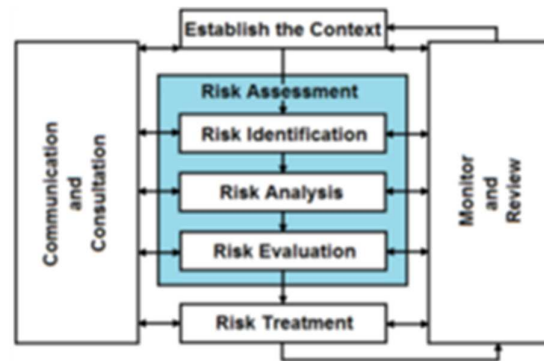 Establish the Context
Risk Assessment
Risk Identification
Risk Analysis
Risk Evaluation
Risk Treatment
Communication
and
Consultation
Monitor
and
Review